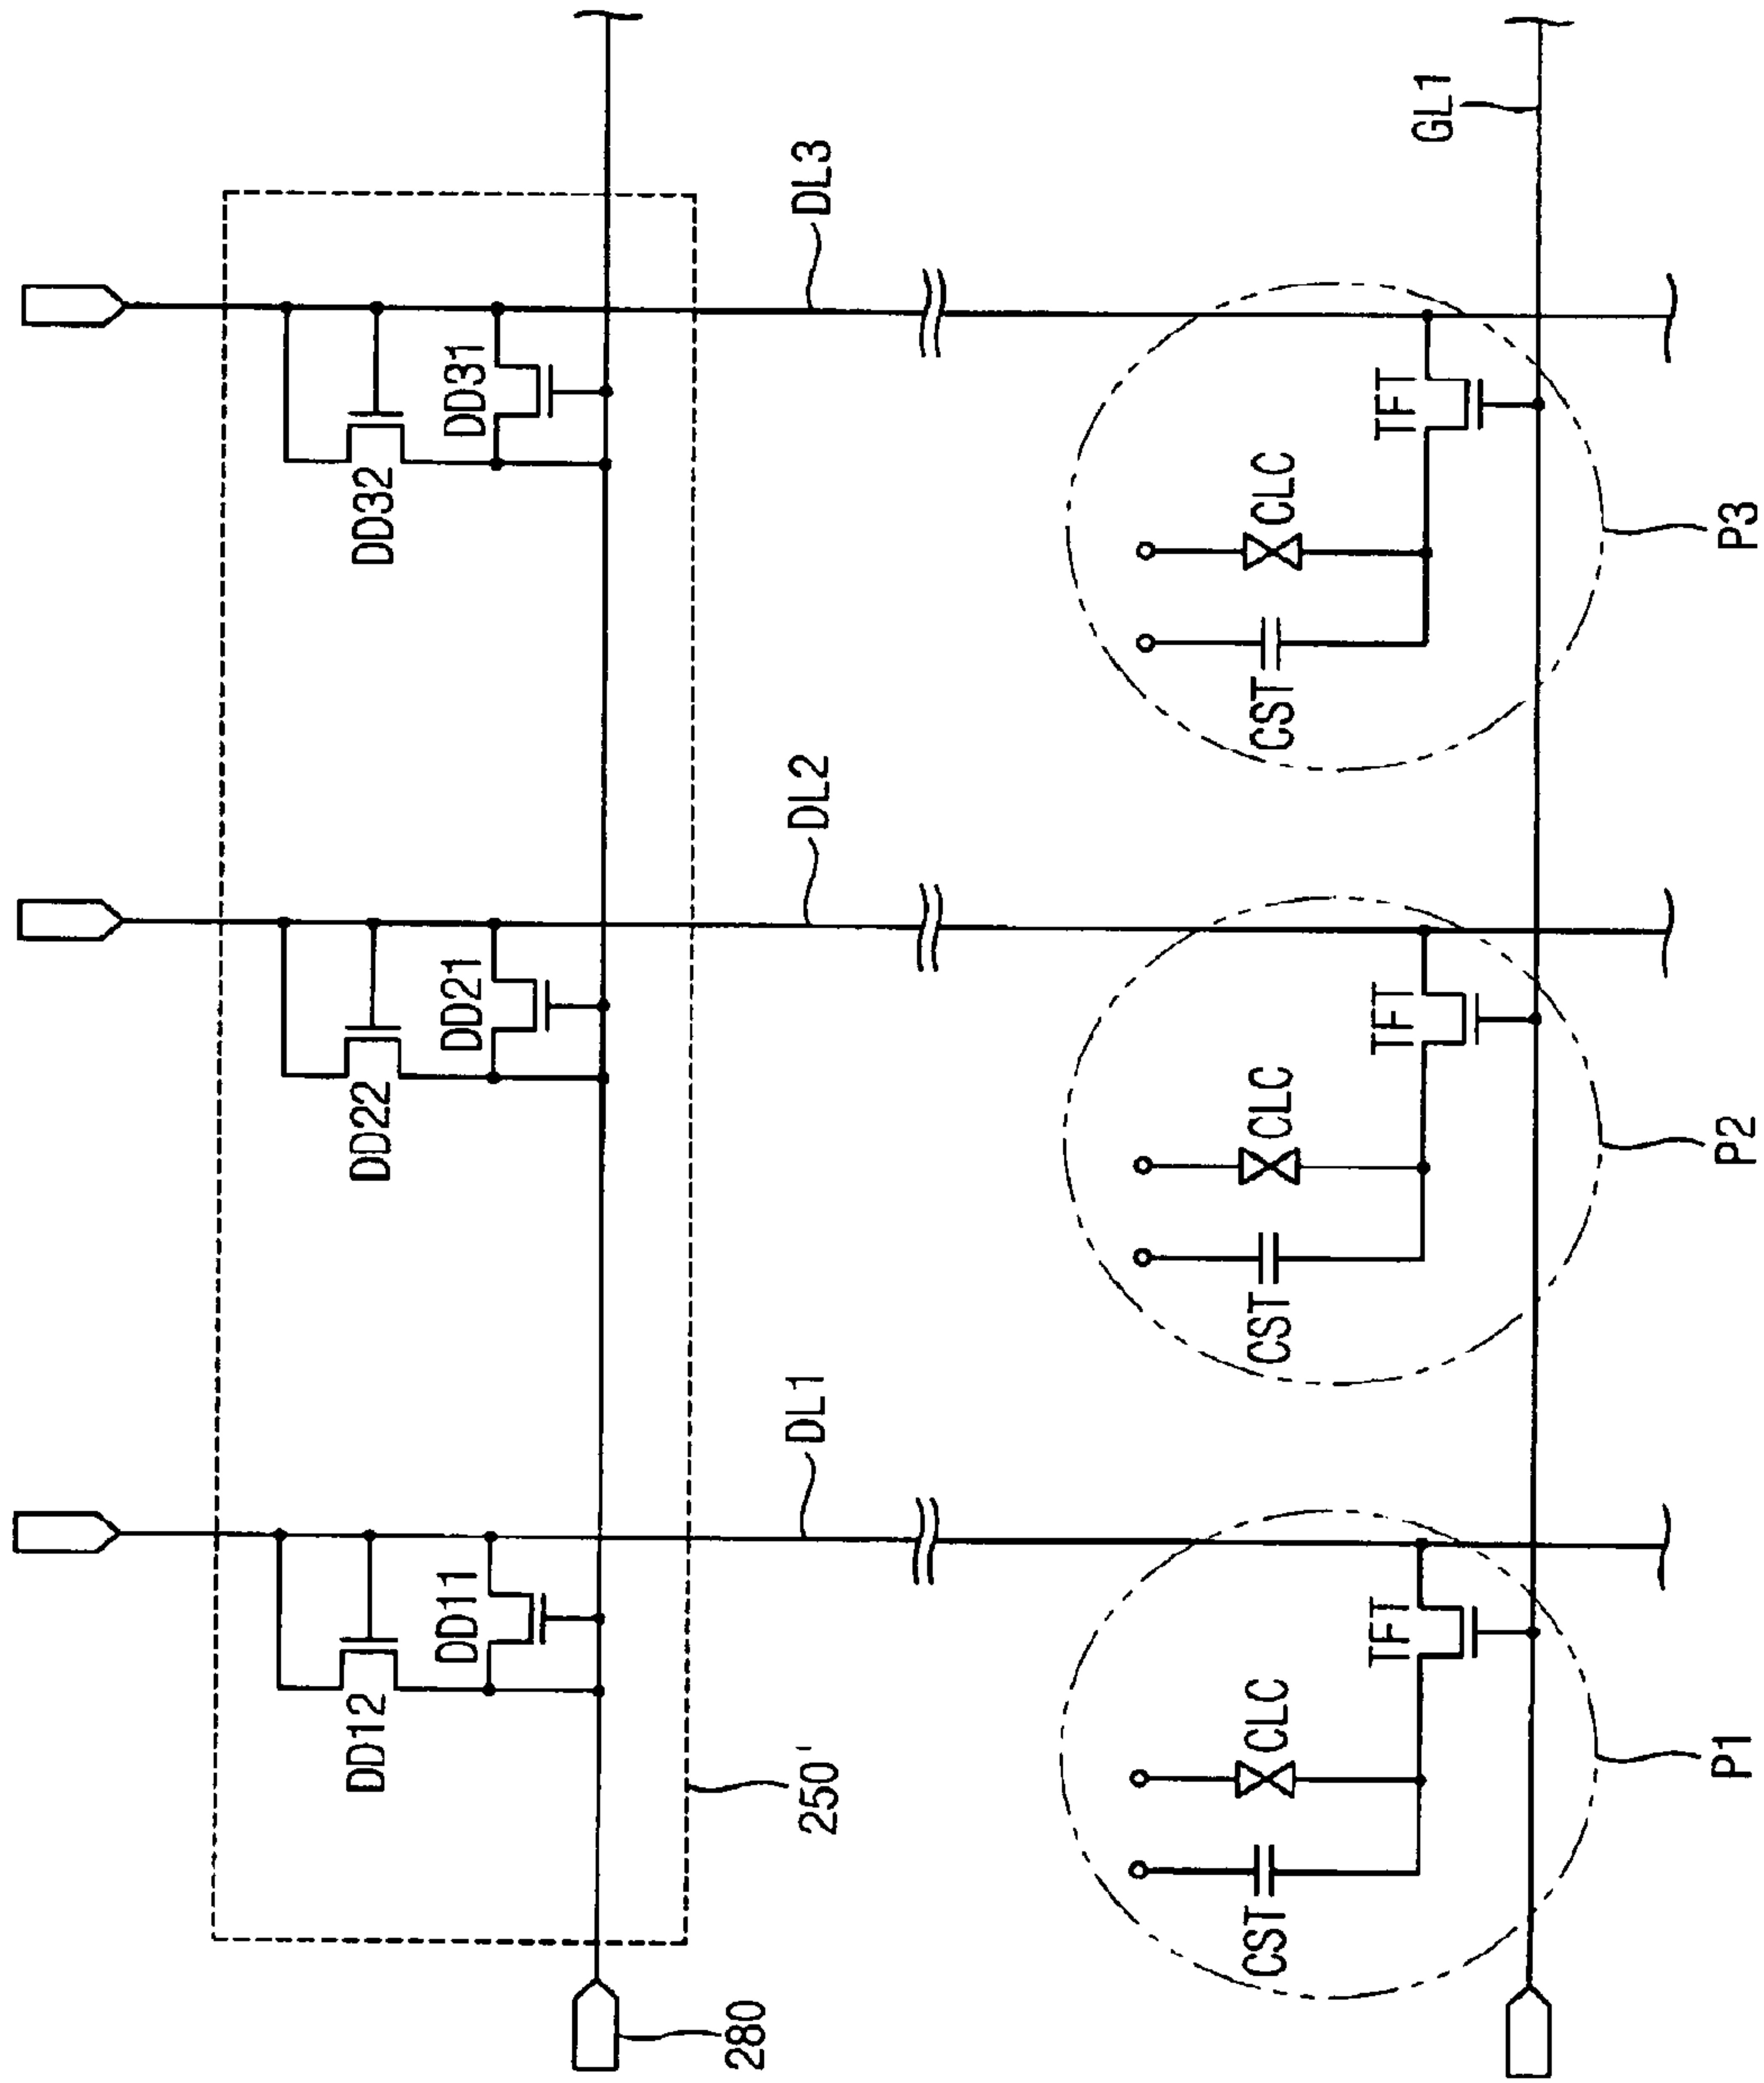 DD12
DD22
DD32
DD11
DD21
DD31
280
250'
DL1
DL2
DL3
CST
CLC
CST
CLC
CST
CLC
TFT
TFT
TFT
GL1
P1
P2
P3